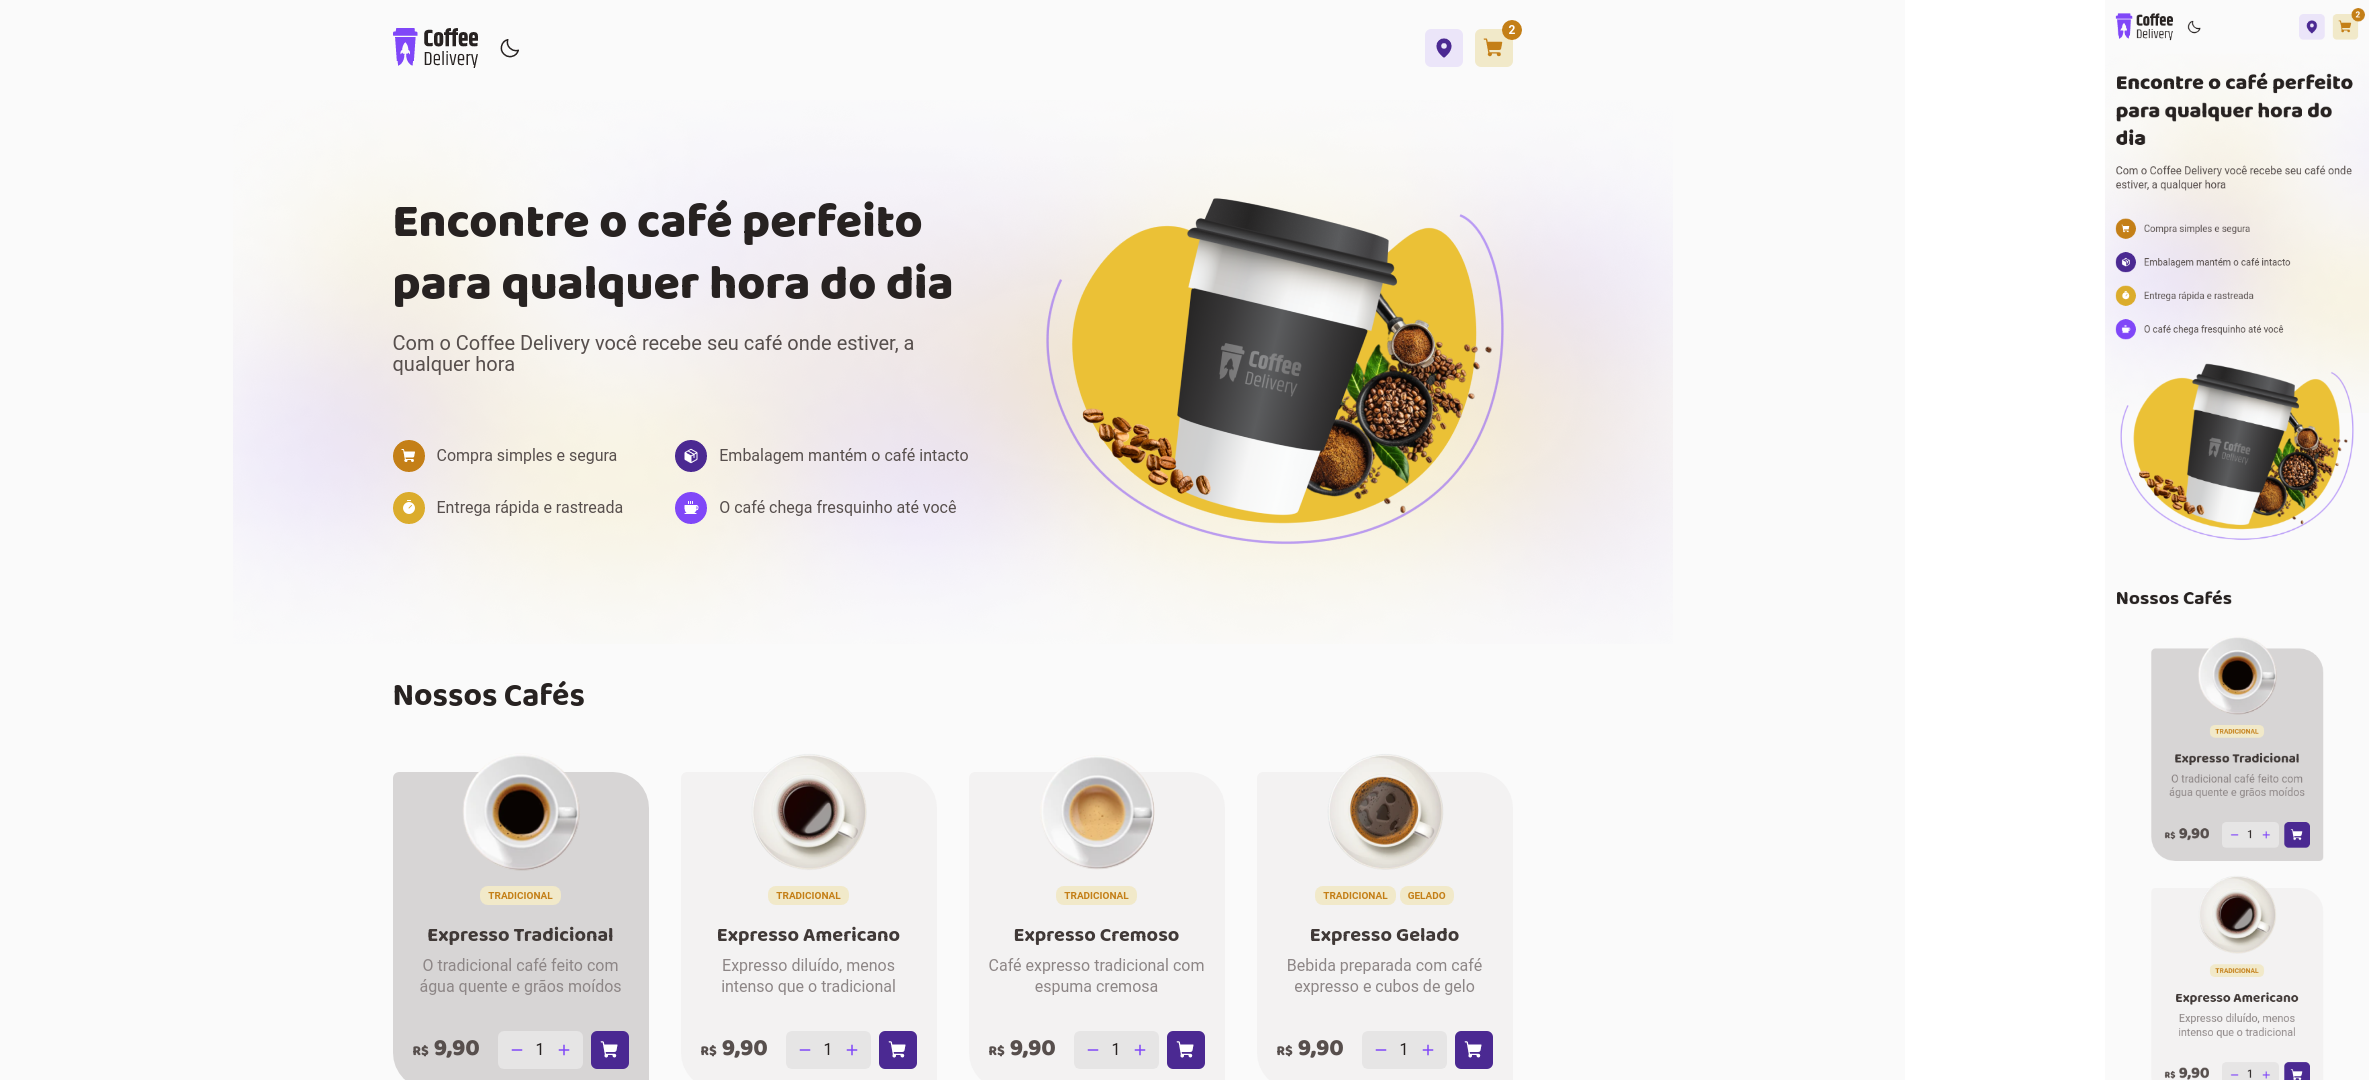 Coffee
Delivery
2
Encontre o café perfeito
para qualquer hora do dia
Com o Coffee Delivery você recebe seu café onde estiver, a
qualquer hora
Compra simples e segura
Embalagem mantém o café intacto
Entrega rápida e rastreada
O café chega fresquinho até você
Coffee
Delivery
Nossos Cafés
TRADICIONAL
Expresso Tradicional
O tradicional café feito com
água quente e grãos moídos
R$ 9,90
1
TRADICIONAL
Expresso Americano
Expresso diluído, menos
intenso que o tradicional
R$ 9,90
1
TRADICIONAL
Expresso Cremoso
Café expresso tradicional com
espuma cremosa
R$ 9,90
1
TRADICIONAL GELADO
Expresso Gelado
Bebida preparada com café
expresso e cubos de gelo
R$ 9,90
1
Coffee
Delivery
2
Encontre o café perfeito
para qualquer hora do
dia
Com o Coffee Delivery você recebe seu café onde
estiver, a qualquer hora
Compra simples e segura
Embalagem mantém o café intacto
Entrega rápida e rastreada
O café chega fresquinho até você
Coffee
Delivery
Nossos Cafés
TRADICIONAL
Expresso Tradicional
O tradicional café feito com
água quente e grãos moídos
R$ 9,90
1
TRADICIONAL
Expresso Americano
Expresso diluído, menos
intenso que o tradicional
R$ 9,90
1